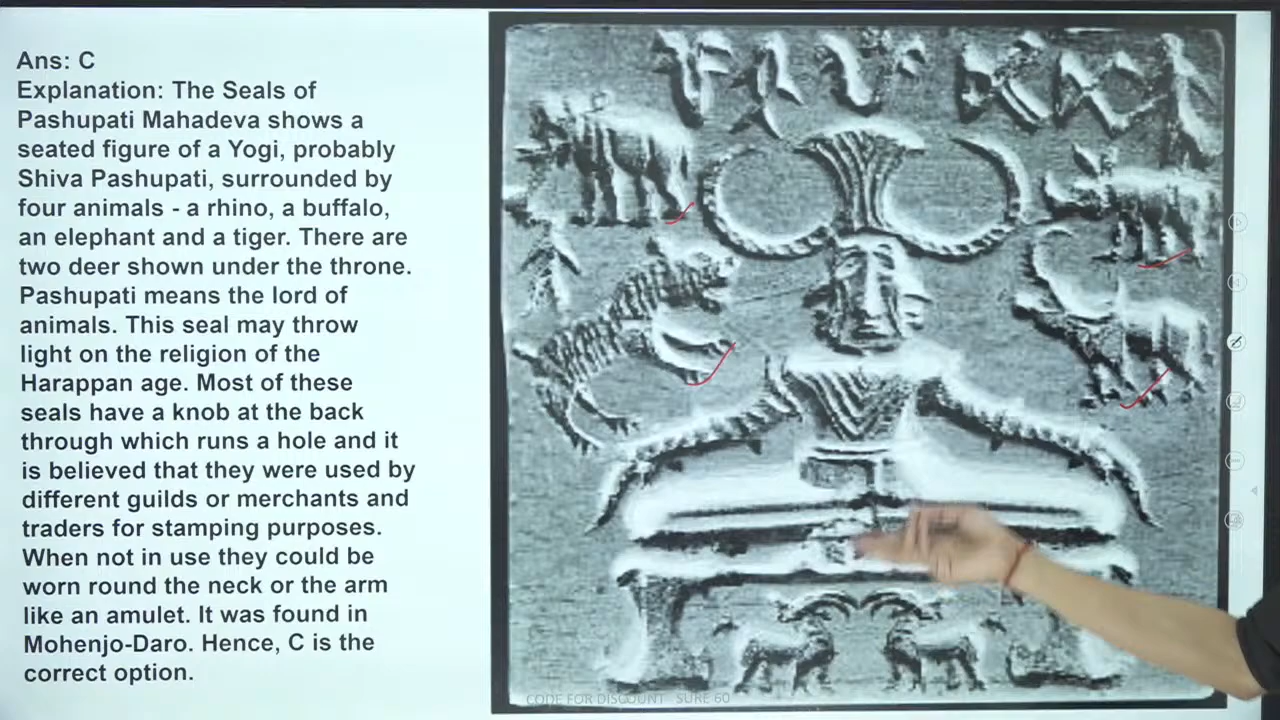 Ans: C
Explanation: The Seals of
Pashupati Mahadeva shows a
seated figure of a Yogi, probably
Shiva Pashupati, surrounded by
four animals - a rhino, a buffalo,
an elephant and a tiger. There are
two deer shown under the throne.
Pashupati means the lord of
animals. This seal may throw
light on the religion of the
Harappan age. Most of these
seals have a knob at the back
through which runs a hole and it
is believed that they were used by
different guilds or merchants and
traders for stamping purposes.
When not in use they could be
worn round the neck or the arm
like an amulet. It was found in
Mohenjo-Daro. Hence, C is the
correct option.
CODE FOR DISCOUNT SURE 60